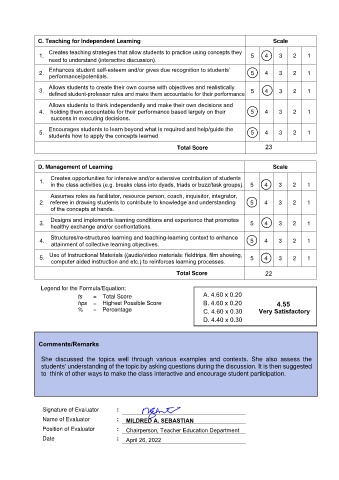 C. Teaching for Independent Learning Scale
1. Creates teaching strategies that allow students to practice using concepts they 5 4 3 2 1
need to understand (interactive discussion).
2. Enhances student self-esteem and/or gives due recognition to students' 5 4 3 2 1
performance/potentials.
3. Allows students to create their own course with objectives and realistically 5 4 3 2 1
defined student-professor rules and make them accountable for their performance
4. Allows students to think independently and make their own decisions and 5 4 3 2 1
holding them accountable for their performance based largely on their
success in executing decisions.
5. Encourages students to learn beyond what is required and help/guide the 5 4 3 2 1
students how to apply the concepts learned
Total Score 23
D. Management of Learning Scale
1. Creates opportunities for intensive and/or extensive contribution of students 5 4 3 2 1
in the class activities (e.g. breaks class into dyads, triads or buzz/task groups).
2. Assumes roles as facilitator, resource person, coach, inquisitor, integrator, 5 4 3 2 1
referee in drawing students to contribute to knowledge and understanding
of the concepts at hands.
3. Designs and implements learning conditions and experience that promotes 5 4 3 2 1
healthy exchange and/or confrontations.
4. Structures/re-structures learning and teaching-learning context to enhance 5 4 3 2 1
attainment of collective learning objectives.
5. Use of Instructional Materials ((audio/video materials: fieldtrips, film showing, 5 4 3 2 1
computer aided instruction and etc.) to reinforces learning processes.
Total Score 22
Legend for the Formula/Equation:
ts = Total Score
hps = Highest Possible Score
% = Percentage
A. 4.60 x 0.20
B. 4.60 x 0.20
C. 4.60 x 0.30
D. 4.40 x 0.30
4.55
Very Satisfactory
Comments/Remarks
She discussed the topics well through various examples and contests. She also assess the
students' understanding of the topic by asking questions during the discussion. It is then suggested
to think of other ways to make the class interactive and encourage student participation.
Signature of Evaluator :
Name of Evaluator : MILDRED A. SEBASTIAN
Position of Evaluator : Chairperson, Teacher Education Department
Date : April 26, 2022